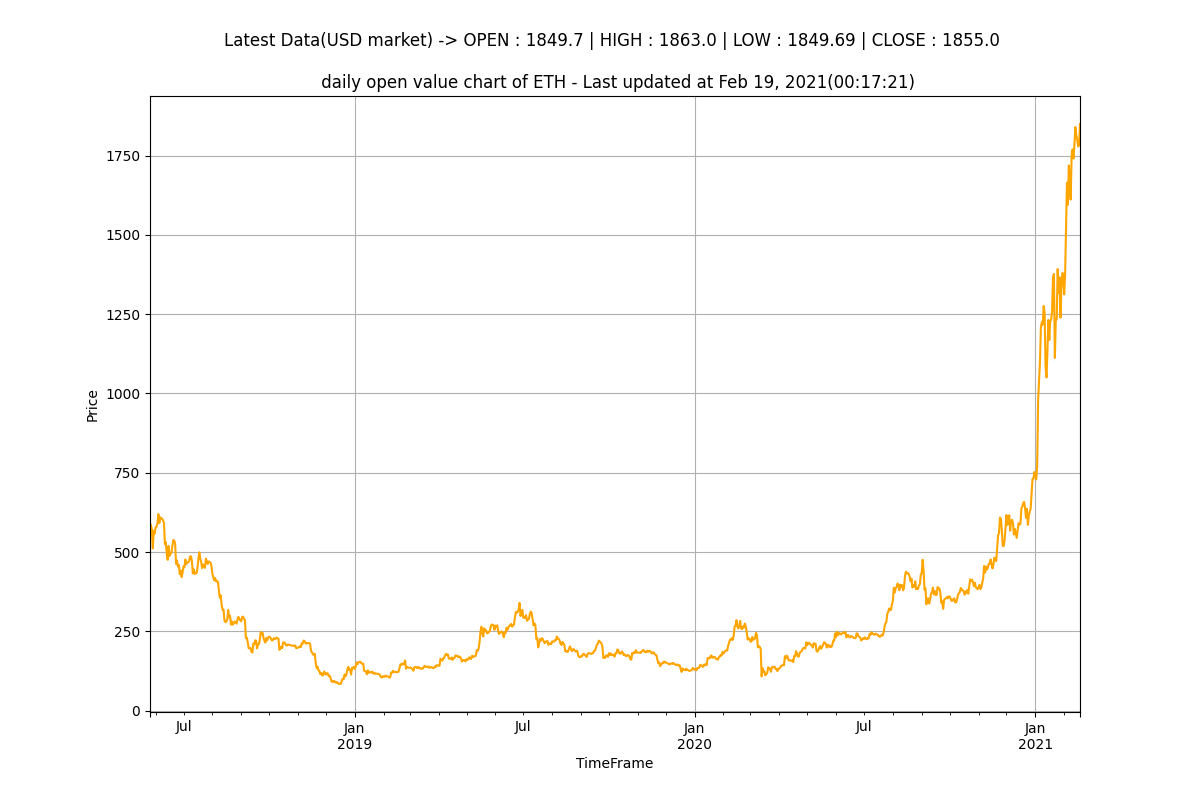 Latest Data(USD market) -> OPEN : 1849.7 | HIGH : 1863.0 | LOW : 1849.69 | CLOSE : 1855.0
daily open value chart of ETH - Last updated at Feb 19, 2021(00:17:21)
1750
1500
1250
1000
750
500
250
0
Price
Jul
Jan
2019
Jul
Jan
2020
Jul
Jan
2021
TimeFrame